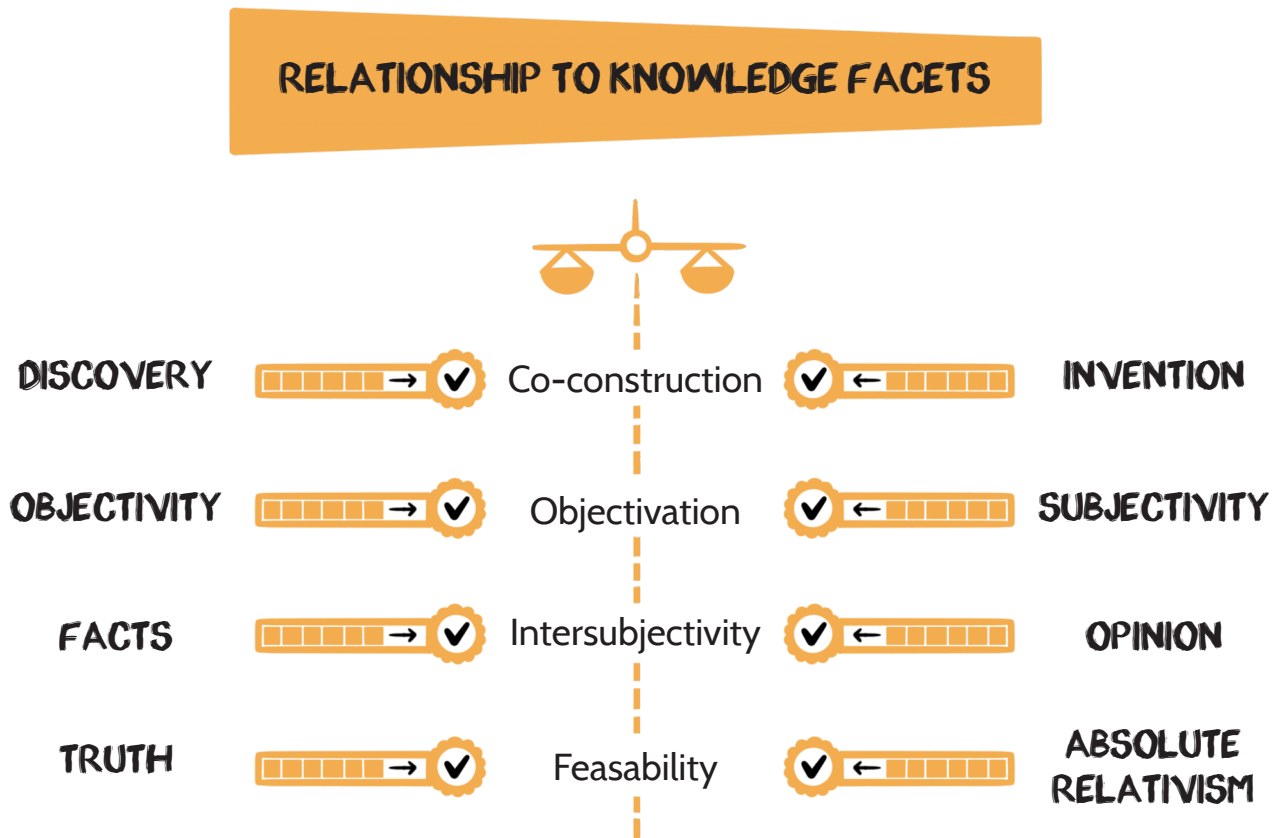 RELATIONSHIP TO KNOWLEDGE FACETS
DISCOVERY Co-construction INVENTION
OBJECTIVITY Objectivation SUBJECTIVITY
FACTS Intersubjectivity OPINION
TRUTH Feasability ABSOLUTE
RELATIVISM